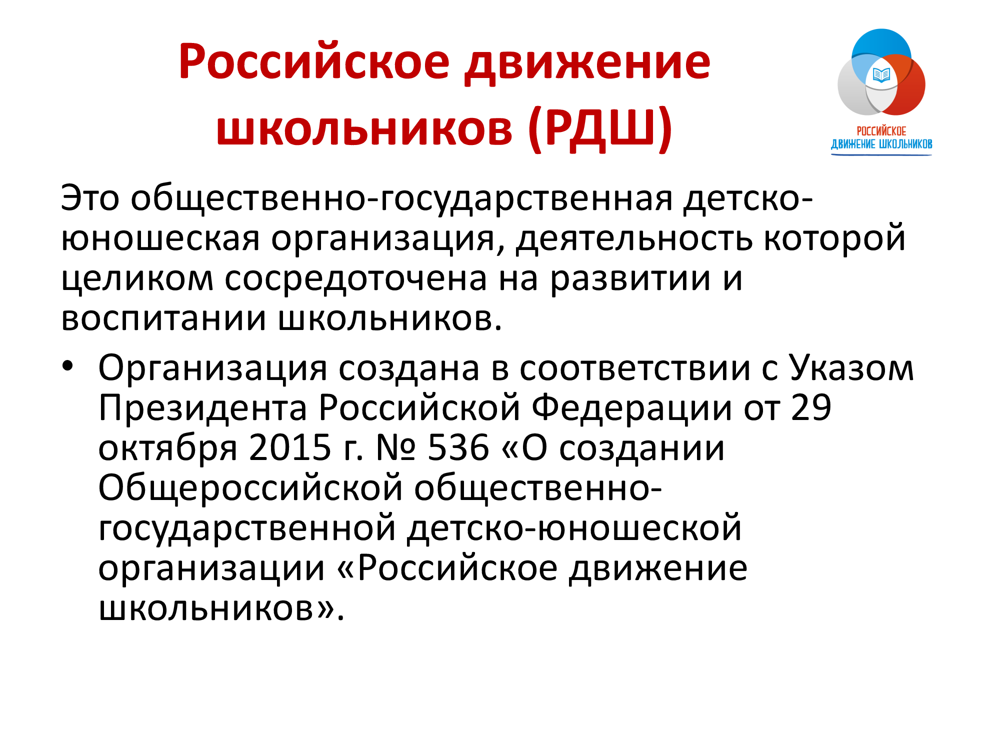 Российское движение
школьников (РДШ)
РОССИЙСКОЕ
ДВИЖЕНИЕ ШКОЛЬНИКОВ
Это общественно-государственная детско-
юношеская организация, деятельность которой
целиком сосредоточена на развитии и
воспитании школьников.
• Организация создана в соответствии с Указом
Президента Российской Федерации от 29
октября 2015 г. № 536 «О создании
Общероссийской общественно-
государственной детско-юношеской
организации «Российское движение
школьников».